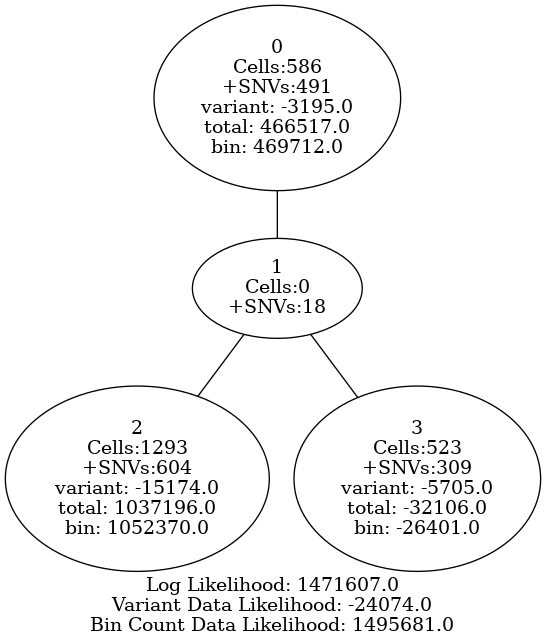 0
Cells:586
+SNVs:491
variant: -3195.0
total: 466517.0
bin: 469712.0
1
Cells:0
+SNVs:18
2
Cells:1293
+SNVs:604
variant: -15174.0
total: 1037196.0
bin: 1052370.0
3
Cells:523
+SNVs:309
variant: -5705.0
total: -32106.0
bin: -26401.0
Log Likelihood: 1471607.0
Variant Data Likelihood: -24074.0
Bin Count Data Likelihood: 1495681.0